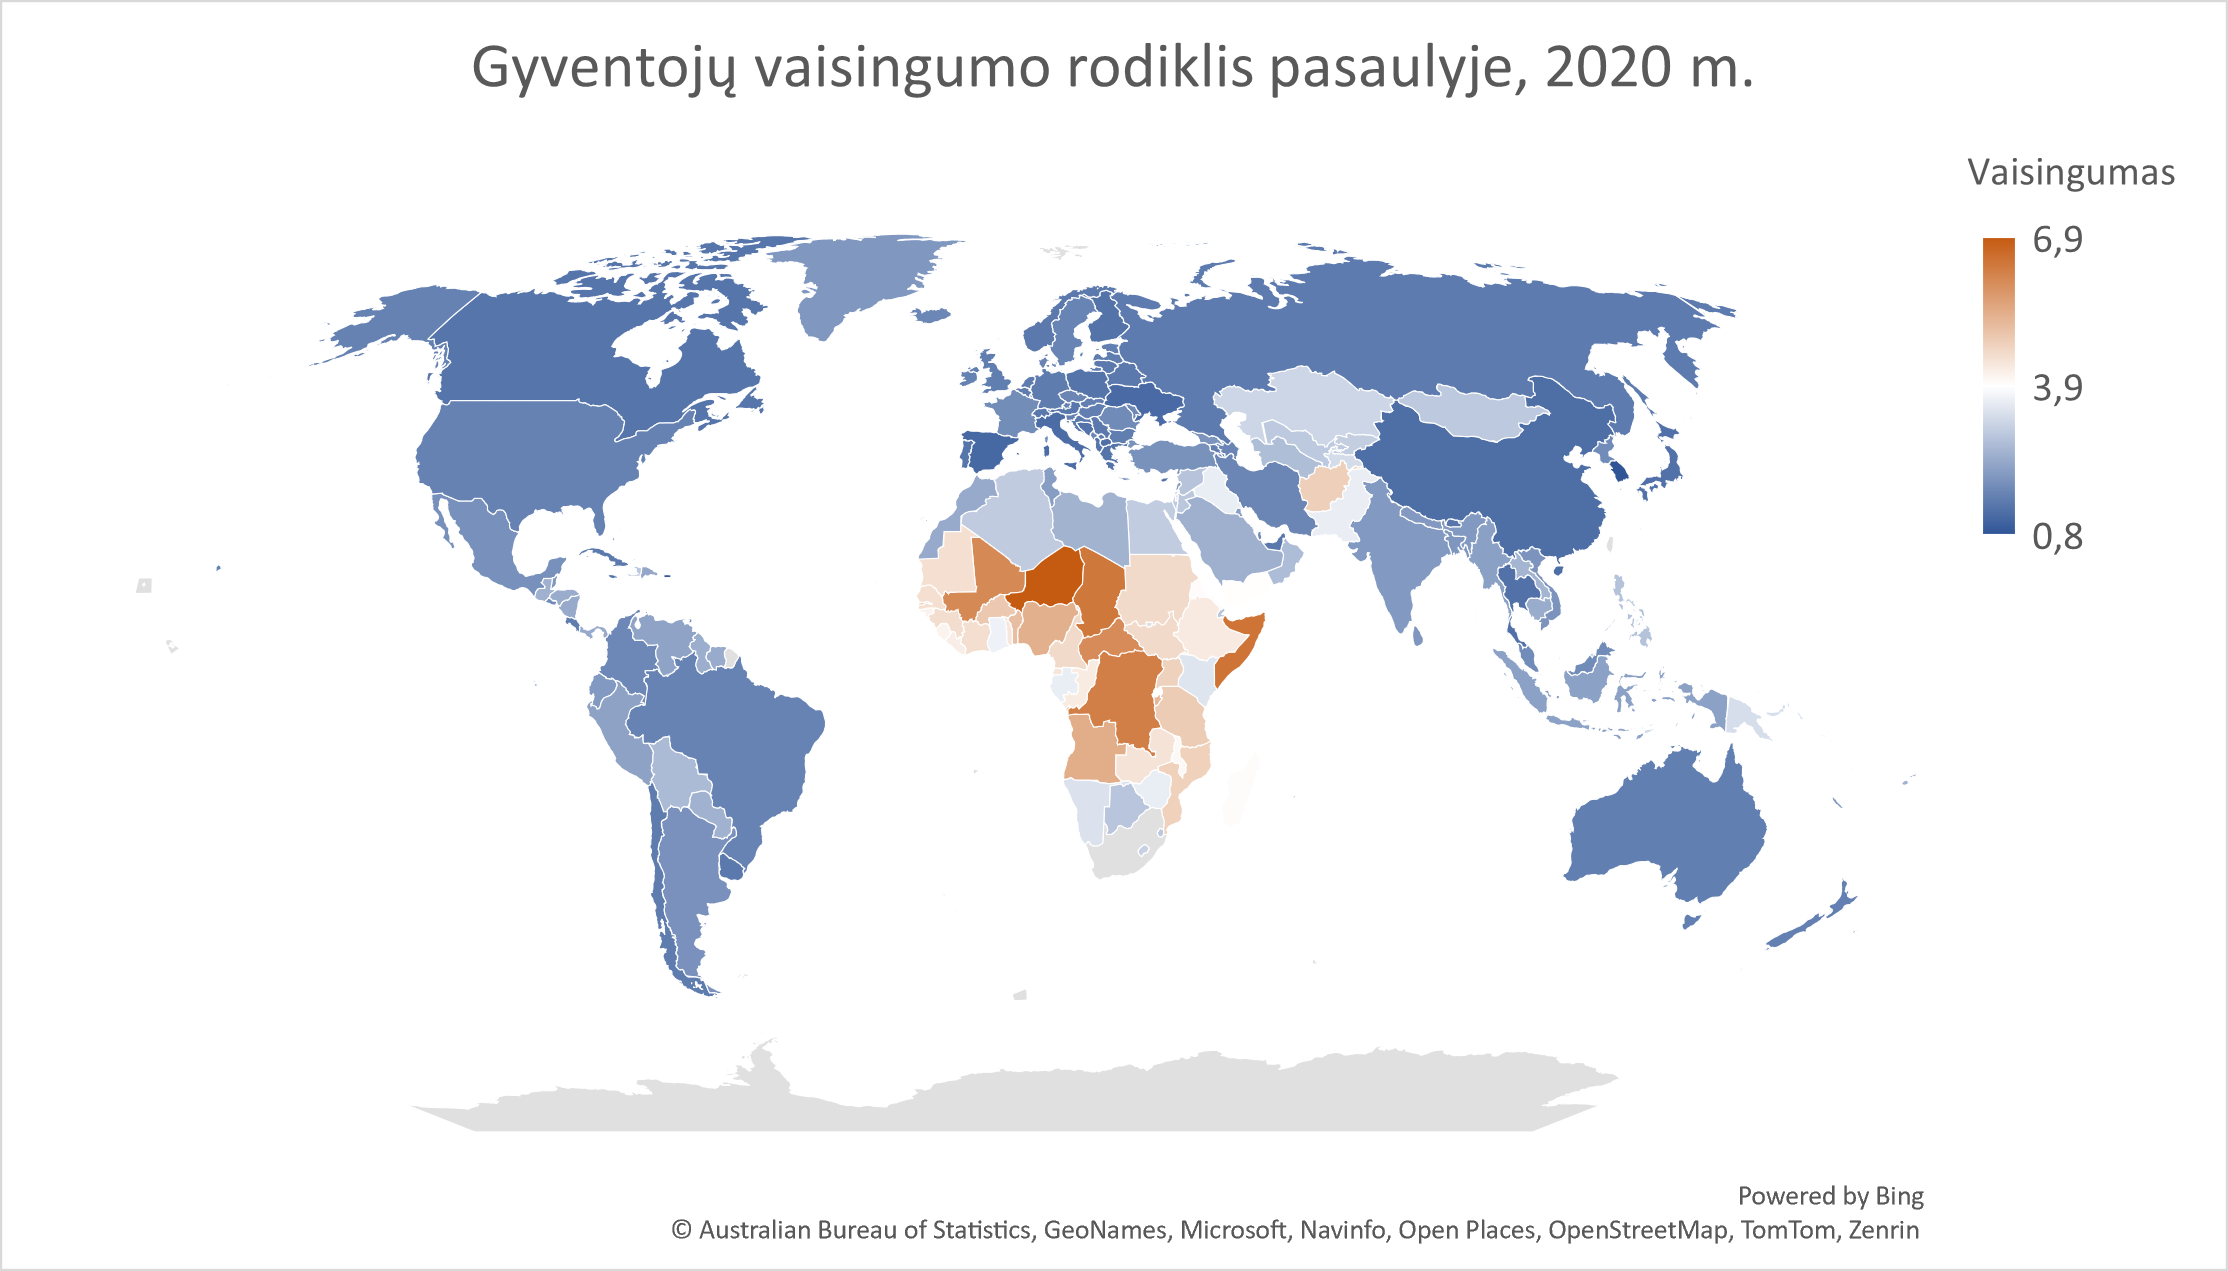 Gyventojų vaisingumo rodiklis pasaulyje, 2020 m.
Vaisingumas
6,9
3,9
0,8
Powered by Bing
© Australian Bureau of Statistics, GeoNames, Microsoft, Navinfo, Open Places, OpenStreetMap, TomTom, Zenrin